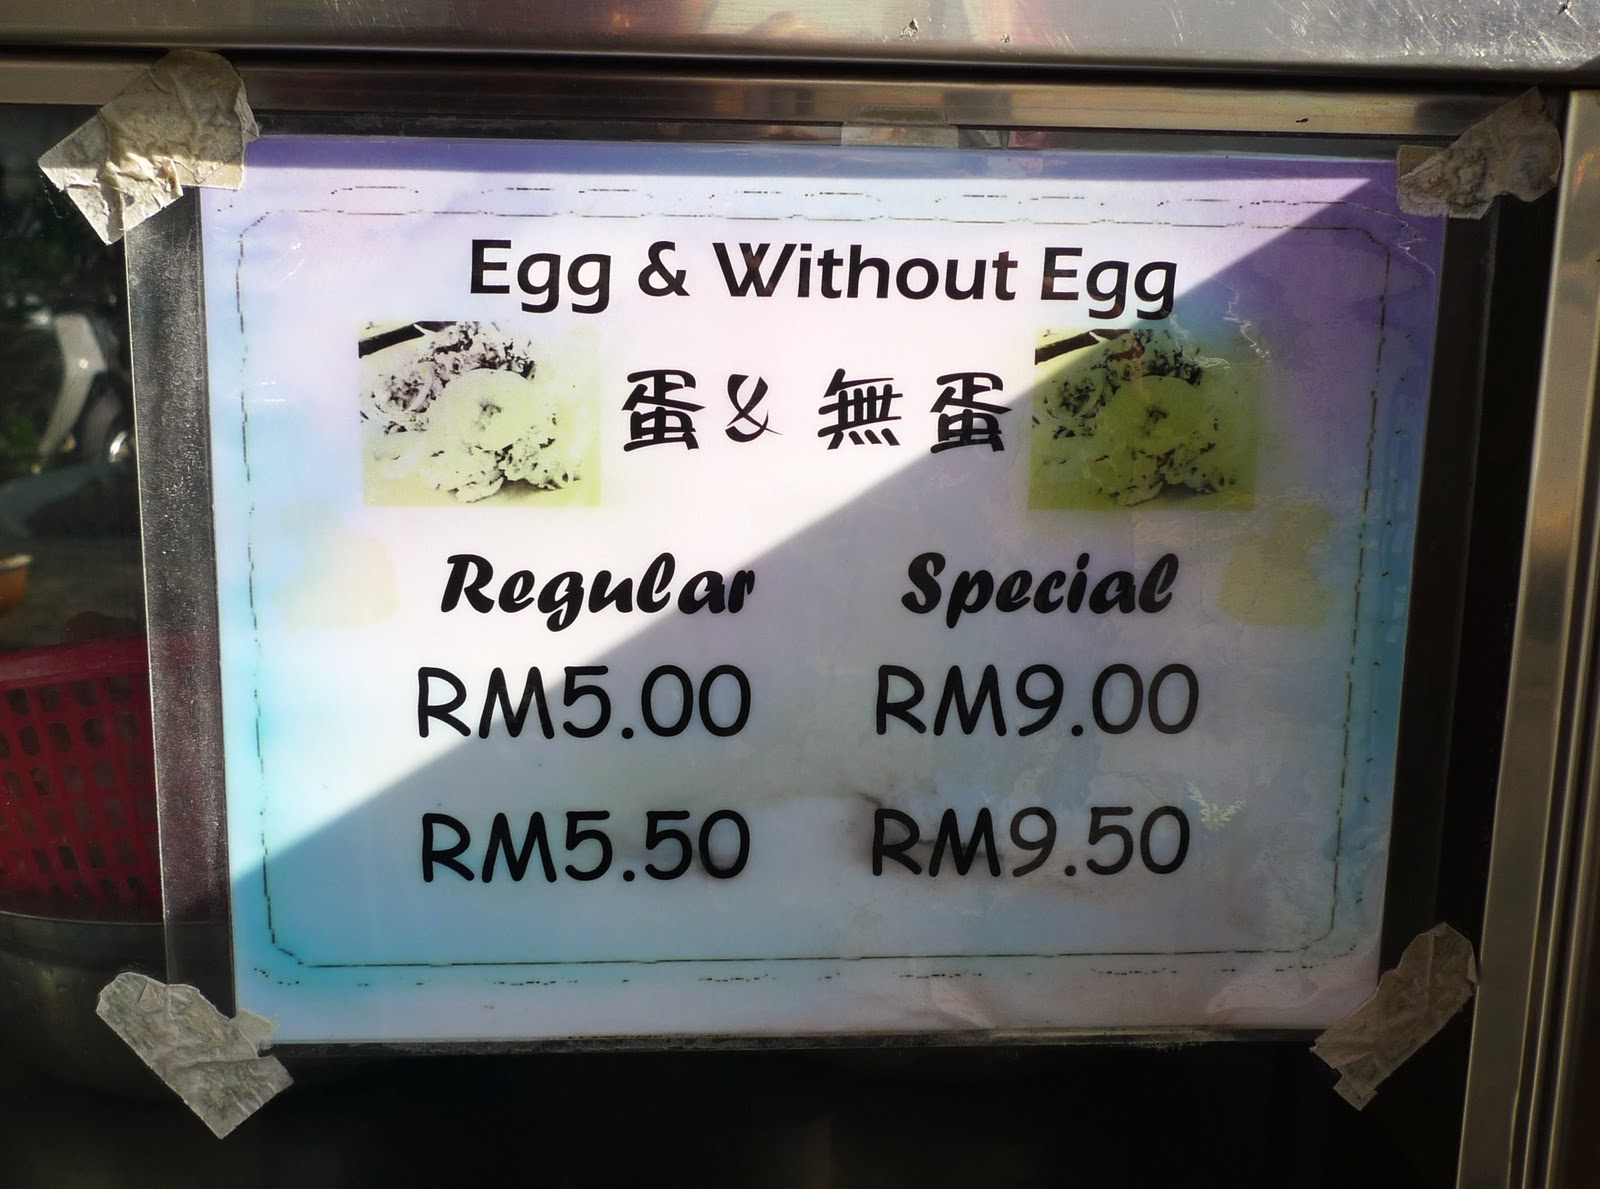 Egg & Without Egg
蛋& 無蛋
Regular Special
RM5.00 RM9.00
RM5.50 RM9.50